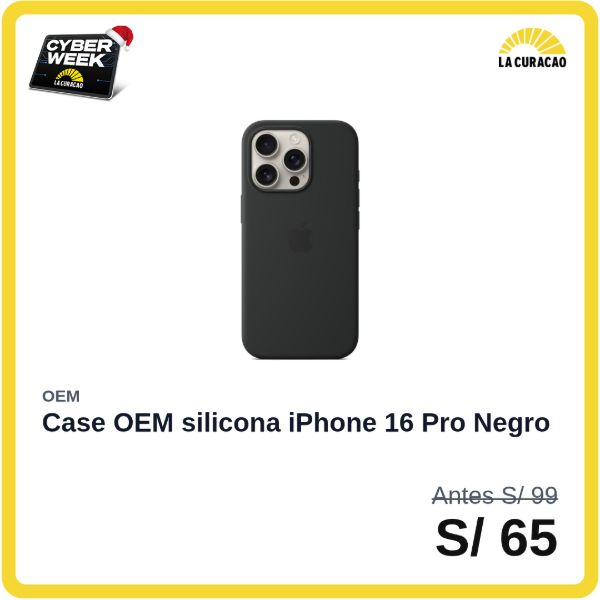 CYBER
WEEK
LA CURACAO
LA CURACAO
OEM
Case OEM silicona iPhone 16 Pro Negro
Antes S/ 99
S/ 65